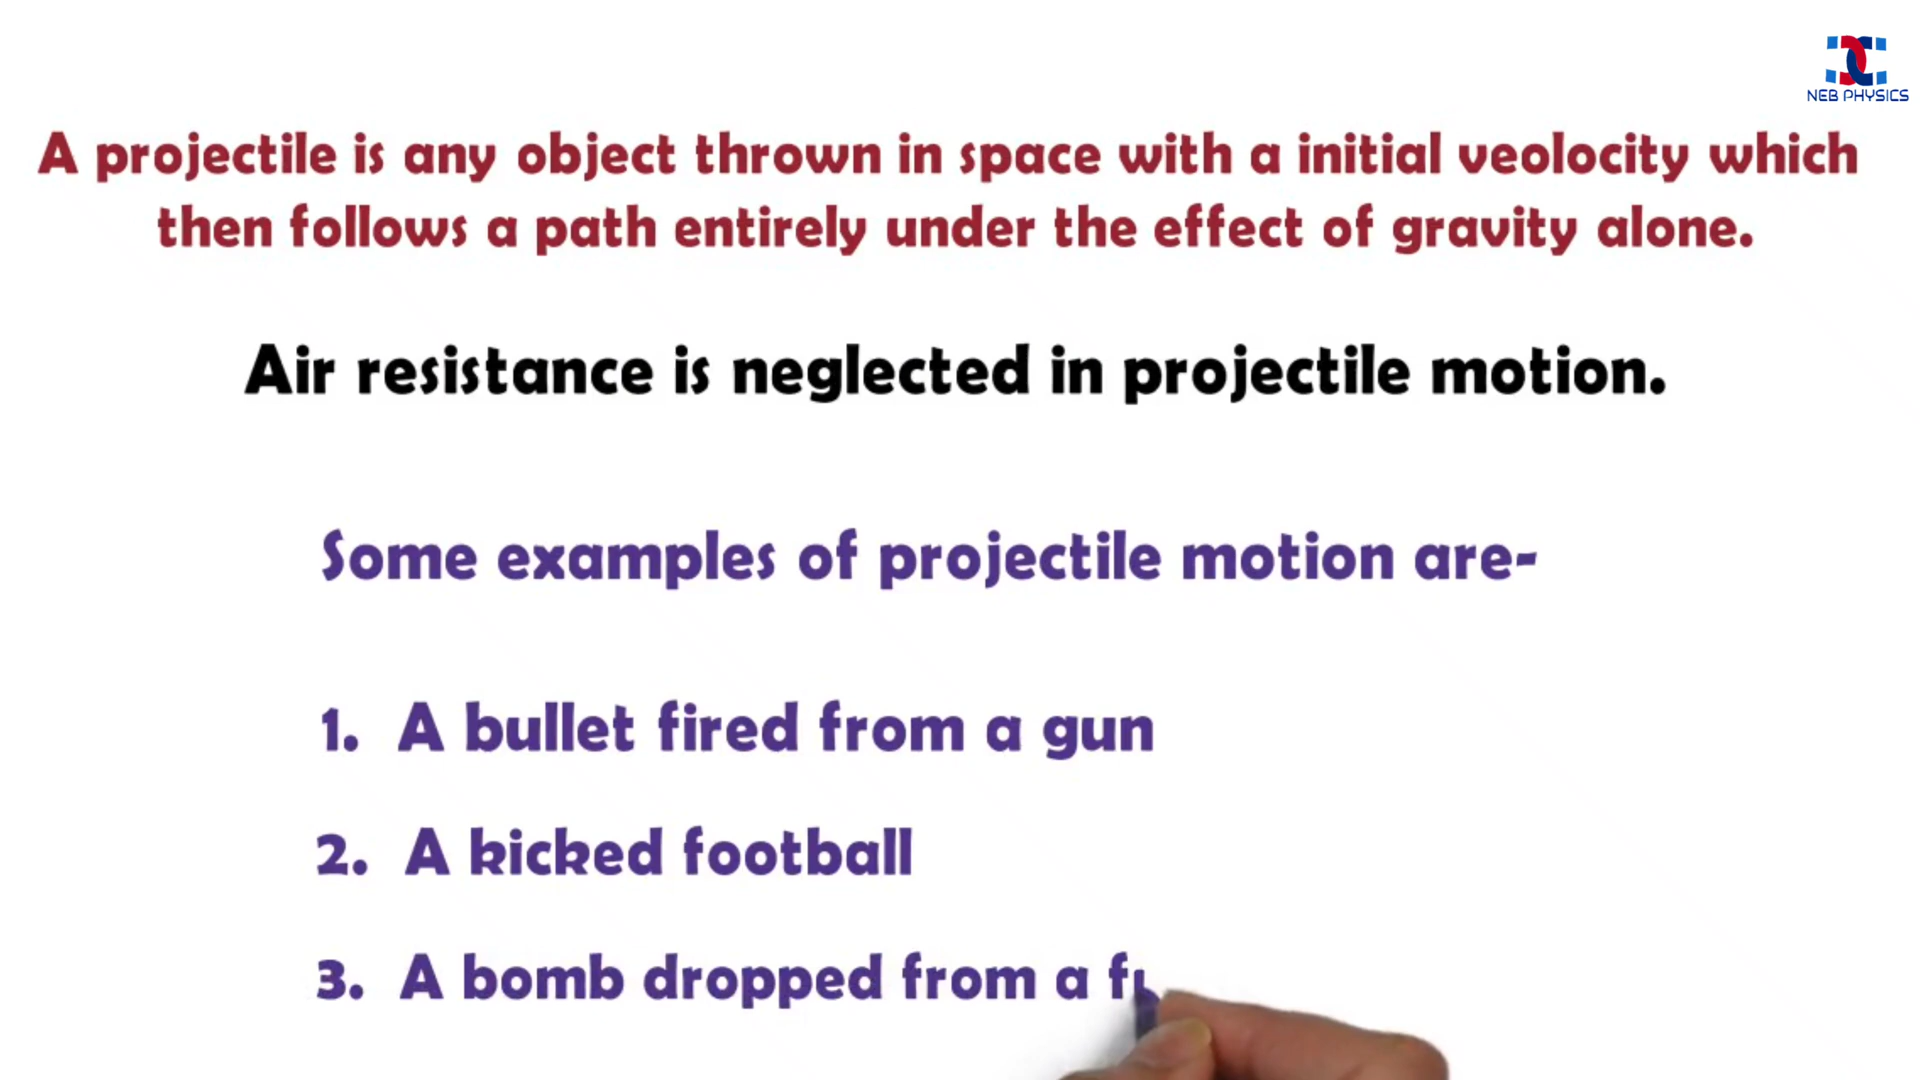 NEB PHYSICS
A projectile is any object thrown in space with a initial veolocity which
then follows a path entirely under the effect of gravity alone.
Air resistance is neglected in projectile motion.
Some examples of projectile motion are-
1. A bullet fired from a gun
2. A kicked football
3. A bomb dropped from a